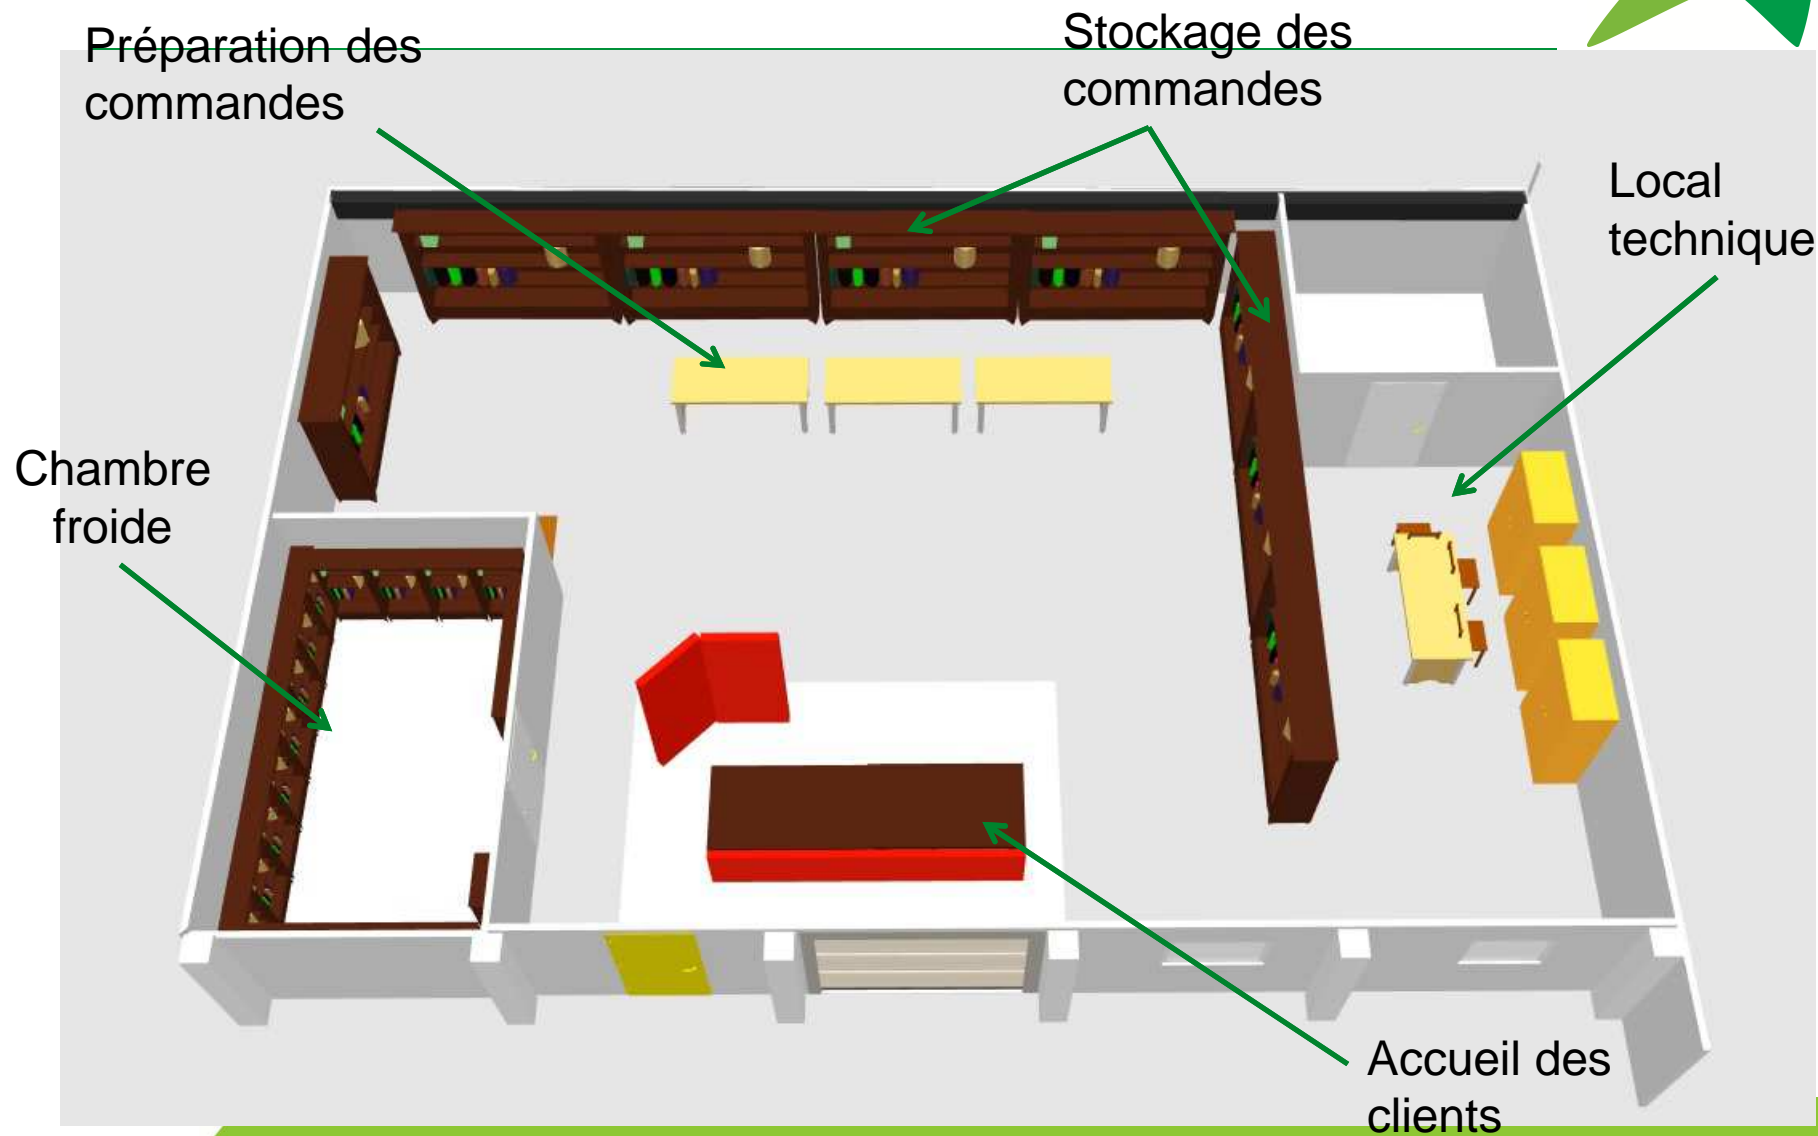 Préparation des
commandes
Stockage des
commandes
Local
technique
Chambre
froide
Accueil des
clients